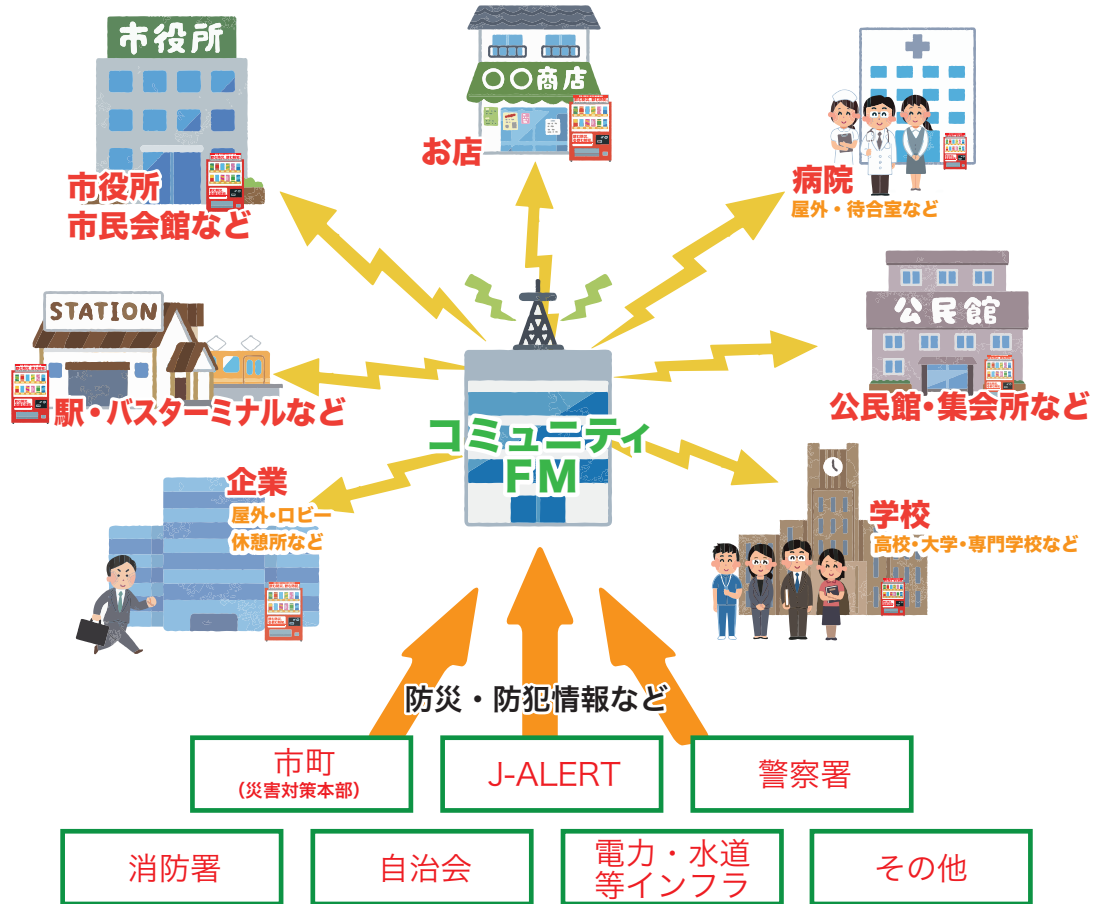 市役所
市役所
市民会館など
〇〇商店
お店
病院
屋外・待合室など
STATION
駅・バスターミナルなど
公民館
公民館・集会所など
コミュニティ
FM
企業
屋外・ロビー
休憩所など
学校
高校・大学・専門学校など
防災・防犯情報など
市町
（災害対策本部）
J-ALERT
警察署
消防署
自治会
電力・水道
等インフラ
その他